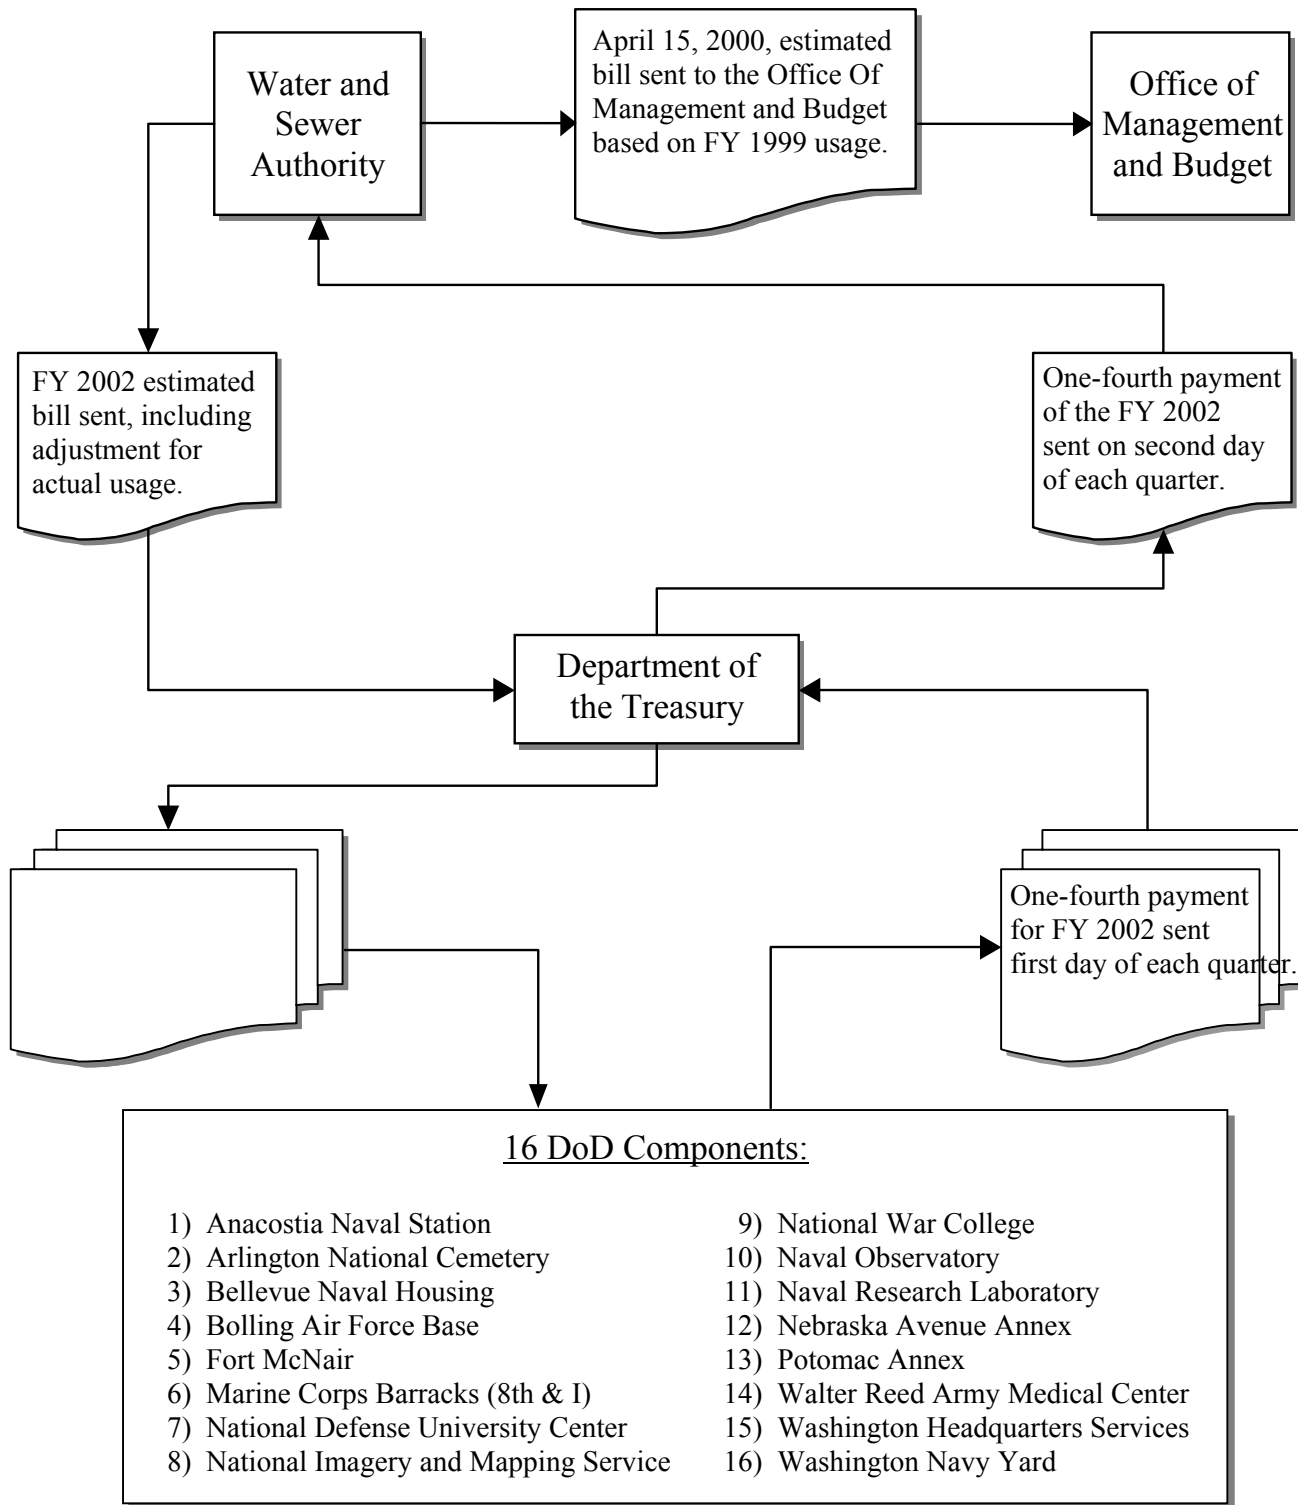 Water and
Sewer
Authority
April 15, 2000, estimated
bill sent to the Office Of
Management and Budget
based on FY 1999 usage.
Office of
Management
and Budget
FY 2002 estimated
bill sent, including
adjustment for
actual usage.
One-fourth payment
of the FY 2002
sent on second day
of each quarter.
Department of
the Treasury
One-fourth payment
for FY 2002 sent
first day of each quarter.
16 DoD Components:
1) Anacostia Naval Station
2) Arlington National Cemetery
3) Bellevue Naval Housing
4) Bolling Air Force Base
5) Fort McNair
6) Marine Corps Barracks (8th & I)
7) National Defense University Center
8) National Imagery and Mapping Service
9) National War College
10) Naval Observatory
11) Naval Research Laboratory
12) Nebraska Avenue Annex
13) Potomac Annex
14) Walter Reed Army Medical Center
15) Washington Headquarters Services
16) Washington Navy Yard